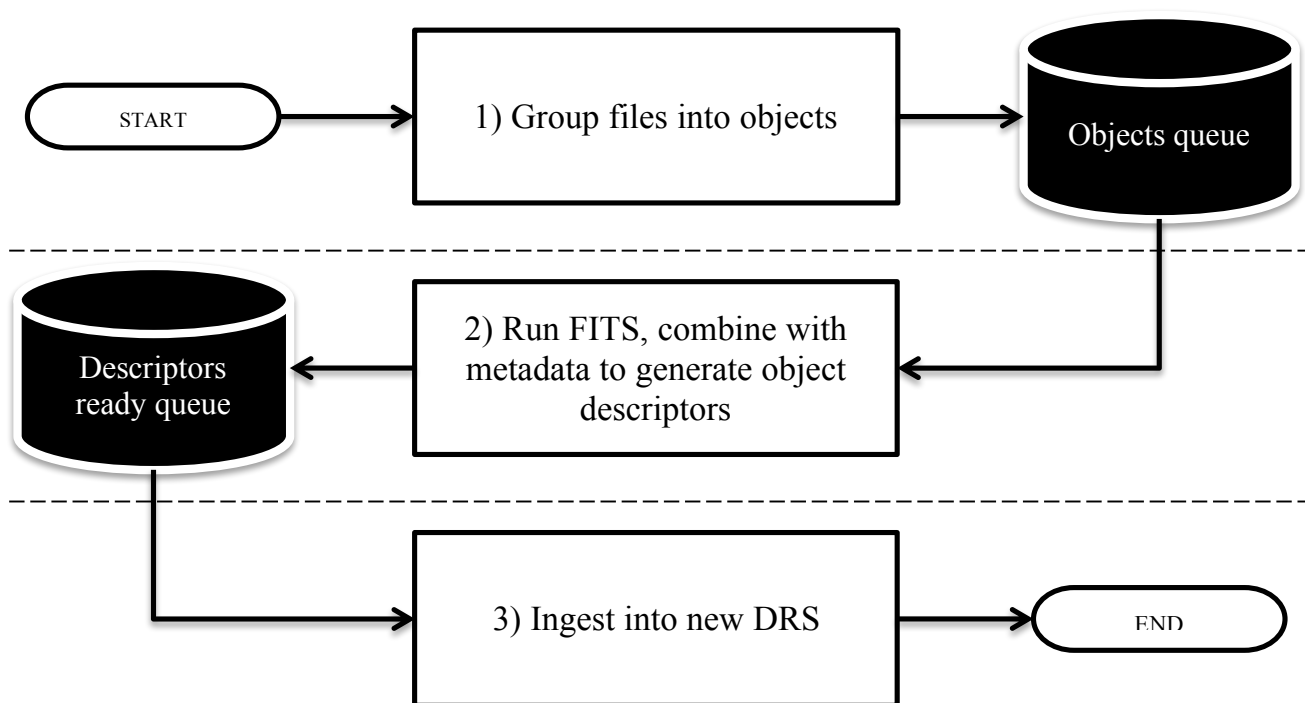 START
1) Group files into objects
Objects queue
Descriptors
ready queue
2) Run FITS, combine with
metadata to generate object
descriptors
3) Ingest into new DRS
END